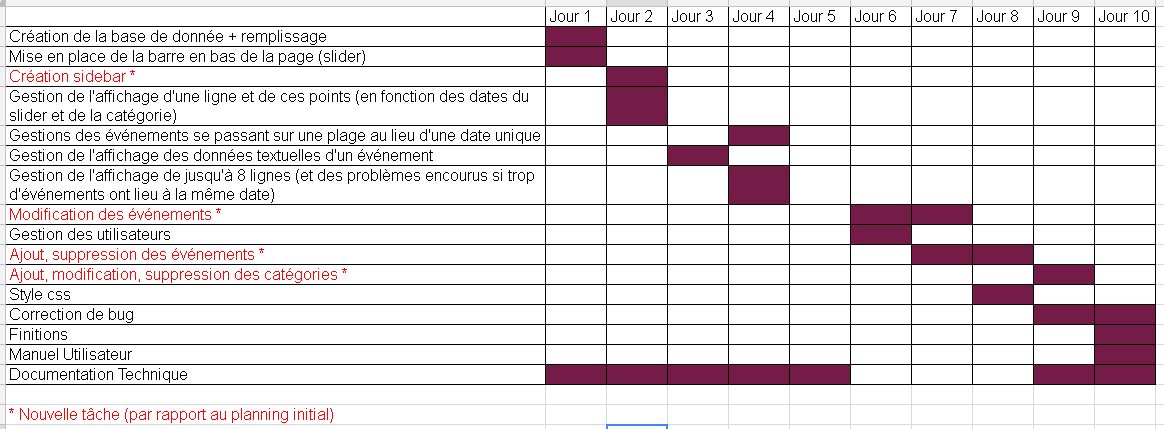 Jour 1 Jour 2 Jour 3 Jour 4 Jour 5 Jour 6 Jour 7 Jour 8 Jour 9 Jour 10
Création de la base de donnée + remplissage
Mise en place de la barre en bas de la page (slider)
Création sidebar *
Gestion de l'affichage d'une ligne et de ces points (en fonction des dates du
slider et de la catégorie)
Gestions des événements se passant sur une plage au lieu d'une date unique
Gestion de l'affichage des données textuelles d'un événement
Gestion de l'affichage de jusqu'à 8 lignes (et des problèmes encourus si trop
d'événements ont lieu à la même date)
Modification des événements *
Gestion des utilisateurs
Ajout, suppression des événements *
Ajout, modification, suppression des catégories *
Style css
Correction de bug
Finitions
Manuel Utilisateur
Documentation Technique
* Nouvelle tâche (par rapport au planning initial)